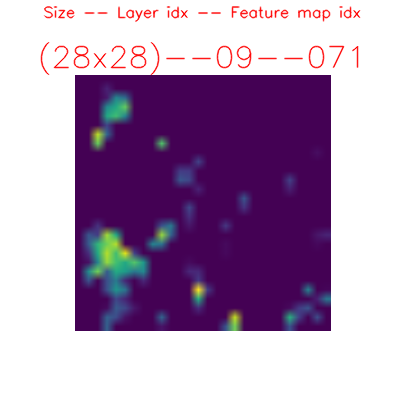 Size -- Layer idx -- Feature map idx
(28x28)--09--071